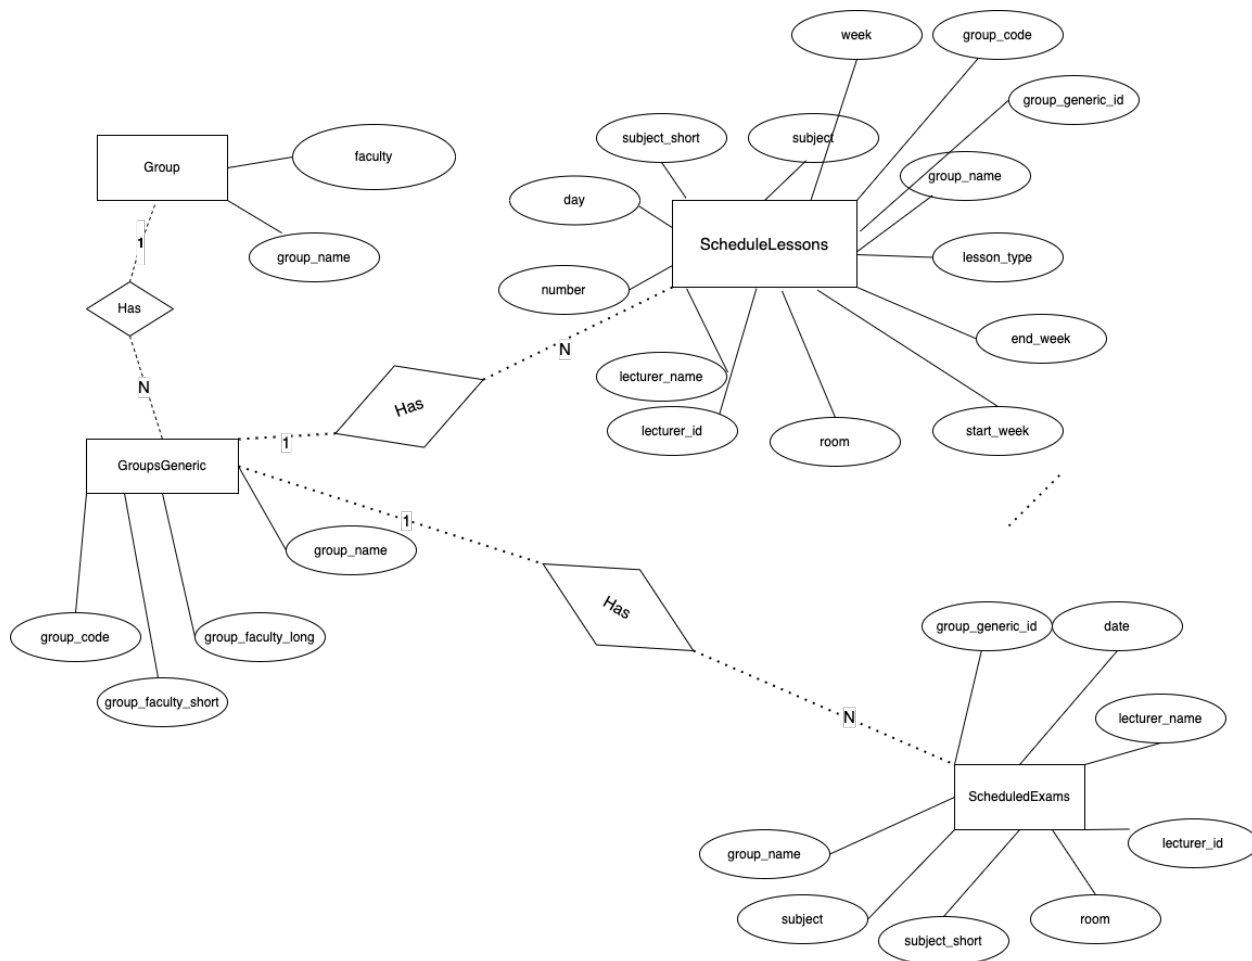 week
group_code
group_generic_id
subject_short
subject
faculty
Group
group_name
day
ScheduleLessons
1
group_name
lesson_type
number
Has
end_week
N
lecturer_name
N
Has
lecturer_id
room
start_week
1
GroupsGeneric
1
group_name
Has
group_code
group_faculty_long
group_generic_id
date
group_faculty_short
N
lecturer_name
ScheduledExams
group_name
lecturer_id
subject
subject_short
room